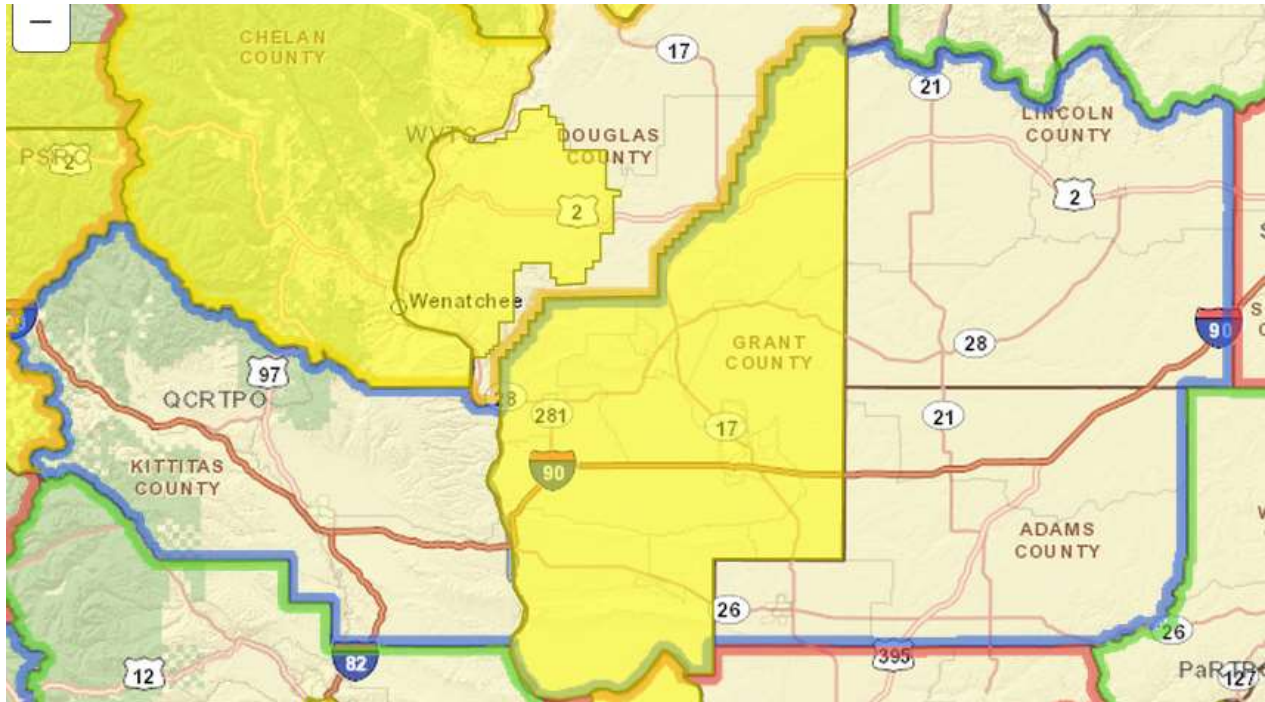 −
CHELAN
COUNTY
17
21
LINCOLN
COUNTY
WVTC
DOUGLAS
COUNTY
PSRC
2
2
2
Wenatchee
90
GRANT
COUNTY
28
97
QCRTPO
28
281
17
21
90
KITTITAS
COUNTY
ADAMS
COUNTY
26
26
82
395
12
PaRTP
127